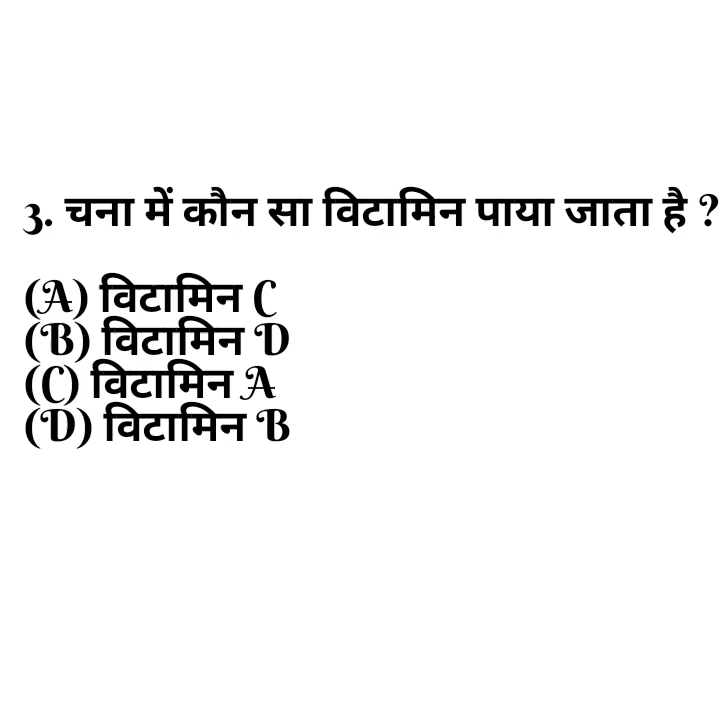 3. चना में कौन सा विटामिन पाया जाता है ?
(A) विटामिन C
(B) विटामिन D
(C) विटामिन A
(D) विटामिन B